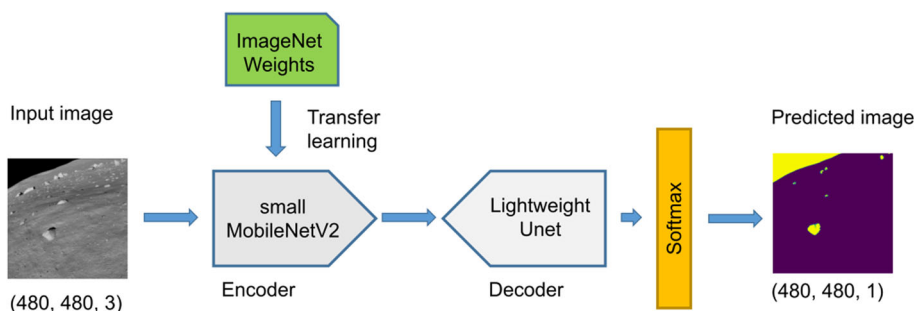 ImageNet
Weights
Input image
Transfer
learning
Predicted image
small
MobileNetV2
Lightweight
Unet
Softmax
(480, 480, 3)
Encoder
Decoder
(480, 480, 1)